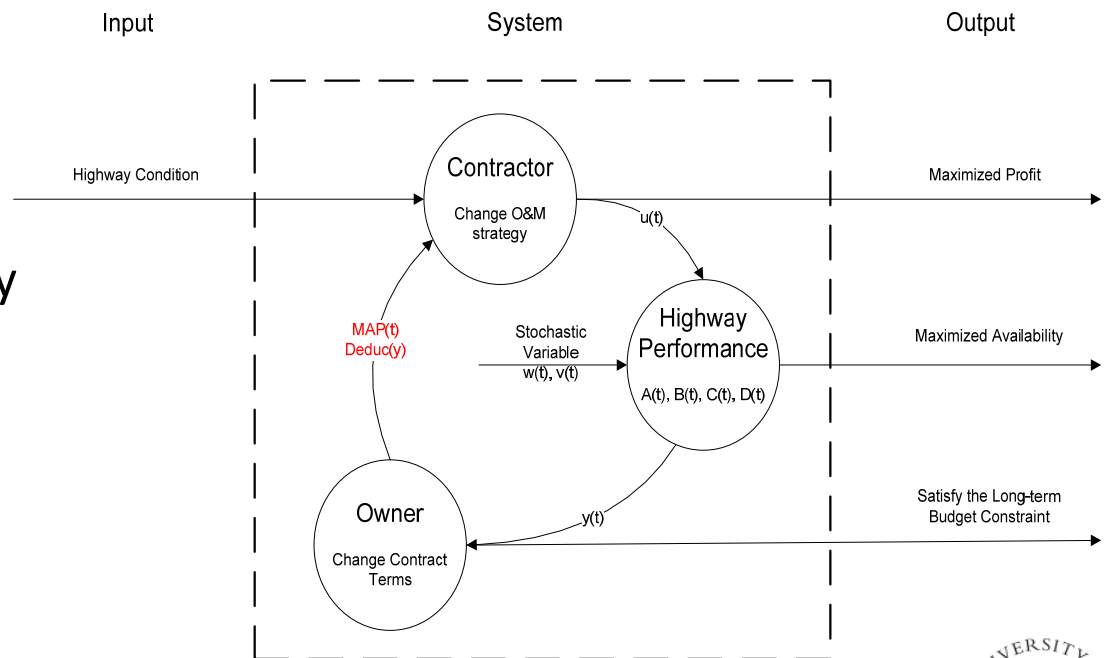 Input
System
Output
Highway Condition
Contractor
Change O&M
strategy
Maximized Profit
u(t)
y
MAP(t)
Deduc(y)
Stochastic
Variable
w(t), v(t)
Highway
Performance
A(t), B(t), C(t), D(t)
Maximized Availability
Owner
Change Contract
Terms
y(t)
Satisfy the Long-term
Budget Constraint
VERSITY